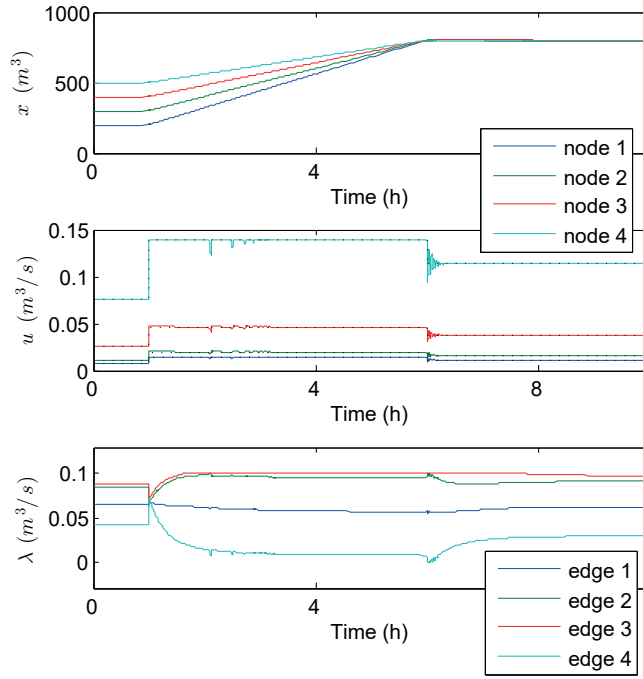 1000
500
0
x (m³)
0
4
Time (h)
node 1
node 2
node 3
node 4
0.15
0.1
0.05
0
u (m³/s)
0
4
8
Time (h)
0.1
0.05
0
λ (m³/s)
0
4
Time (h)
edge 1
edge 2
edge 3
edge 4